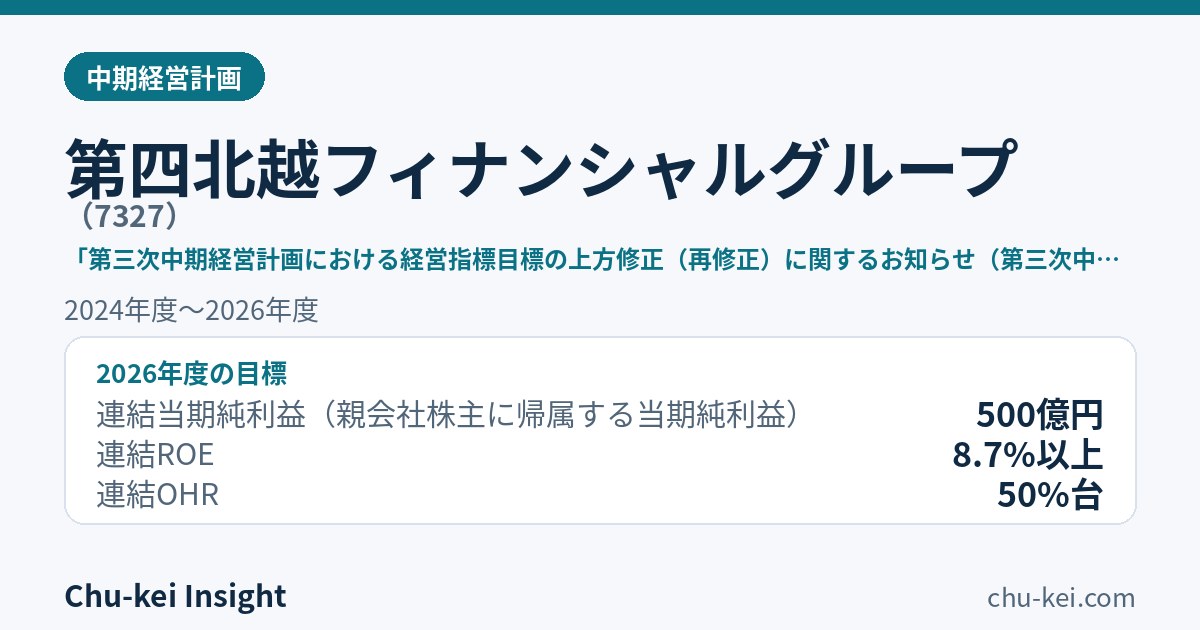 中期経営計画
第四北越フィナンシャルグループ
（7327）
「第三次中期経営計画における経営指標目標の上方修正（再修正）に関するお知らせ（第三次中…
2024年度〜2026年度
2026年度の目標
連結当期純利益（親会社株主に帰属する当期純利益） 500億円
連結ROE 8.7%以上
連結OHR 50%台
Chu-kei Insight chu-kei.com